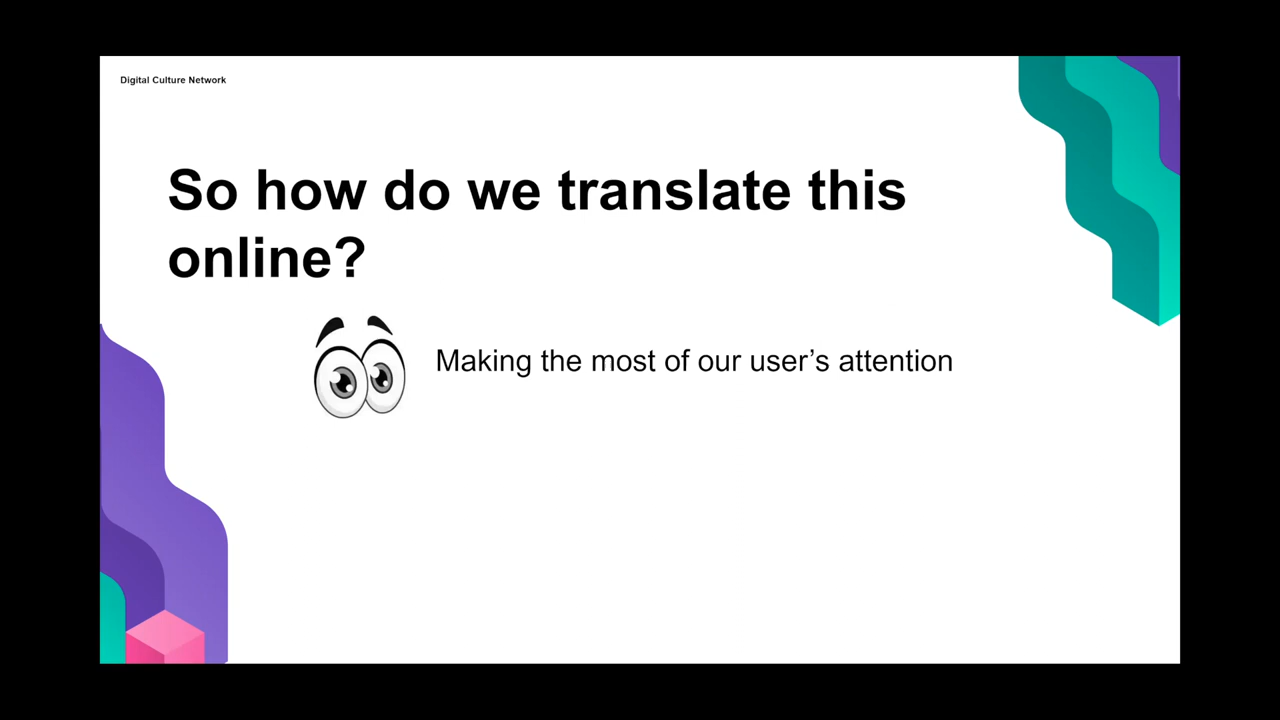 Digital Culture Network
So how do we translate this
online?
Making the most of our user’s attention